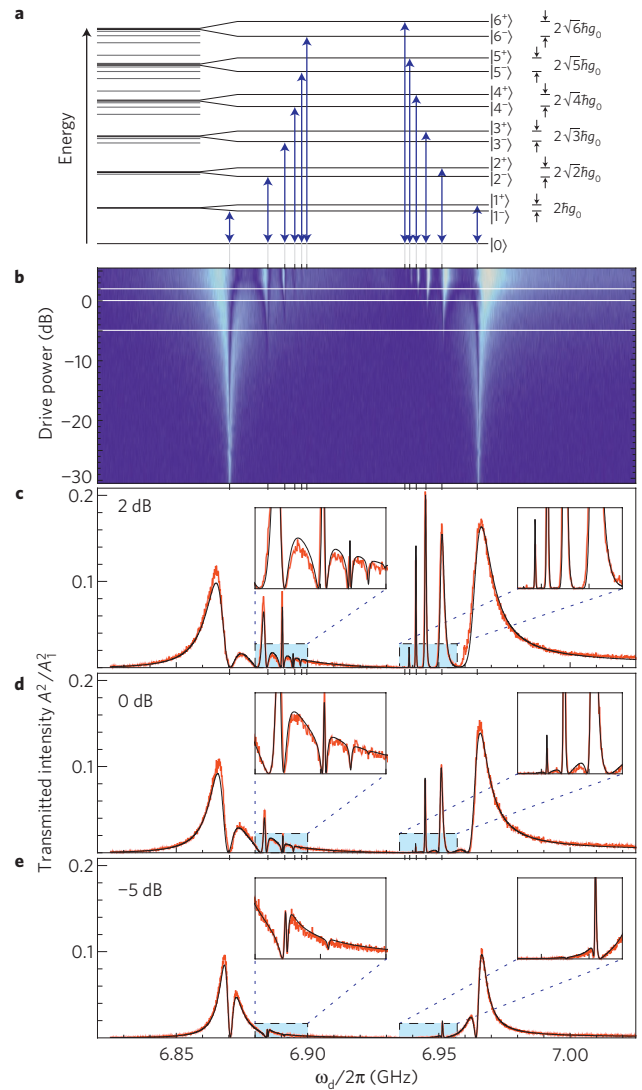 a
Energy
|6⁺⟩
|6⁻⟩
2√6ℏg₀
|5⁺⟩
|5⁻⟩
2√5ℏg₀
|4⁺⟩
|4⁻⟩
2√4ℏg₀
|3⁺⟩
|3⁻⟩
2√3ℏg₀
|2⁺⟩
|2⁻⟩
2√2ℏg₀
|1⁺⟩
|1⁻⟩
2ℏg₀
|0⟩
b
Drive power (dB)
0
−10
−20
−30
c
2 dB
0.2
0.1
Transmitted intensity A²/A₁²
d
0 dB
0.2
0.1
e
−5 dB
0.2
0.1
6.85 6.90 6.95 7.00
ω_d/2π (GHz)